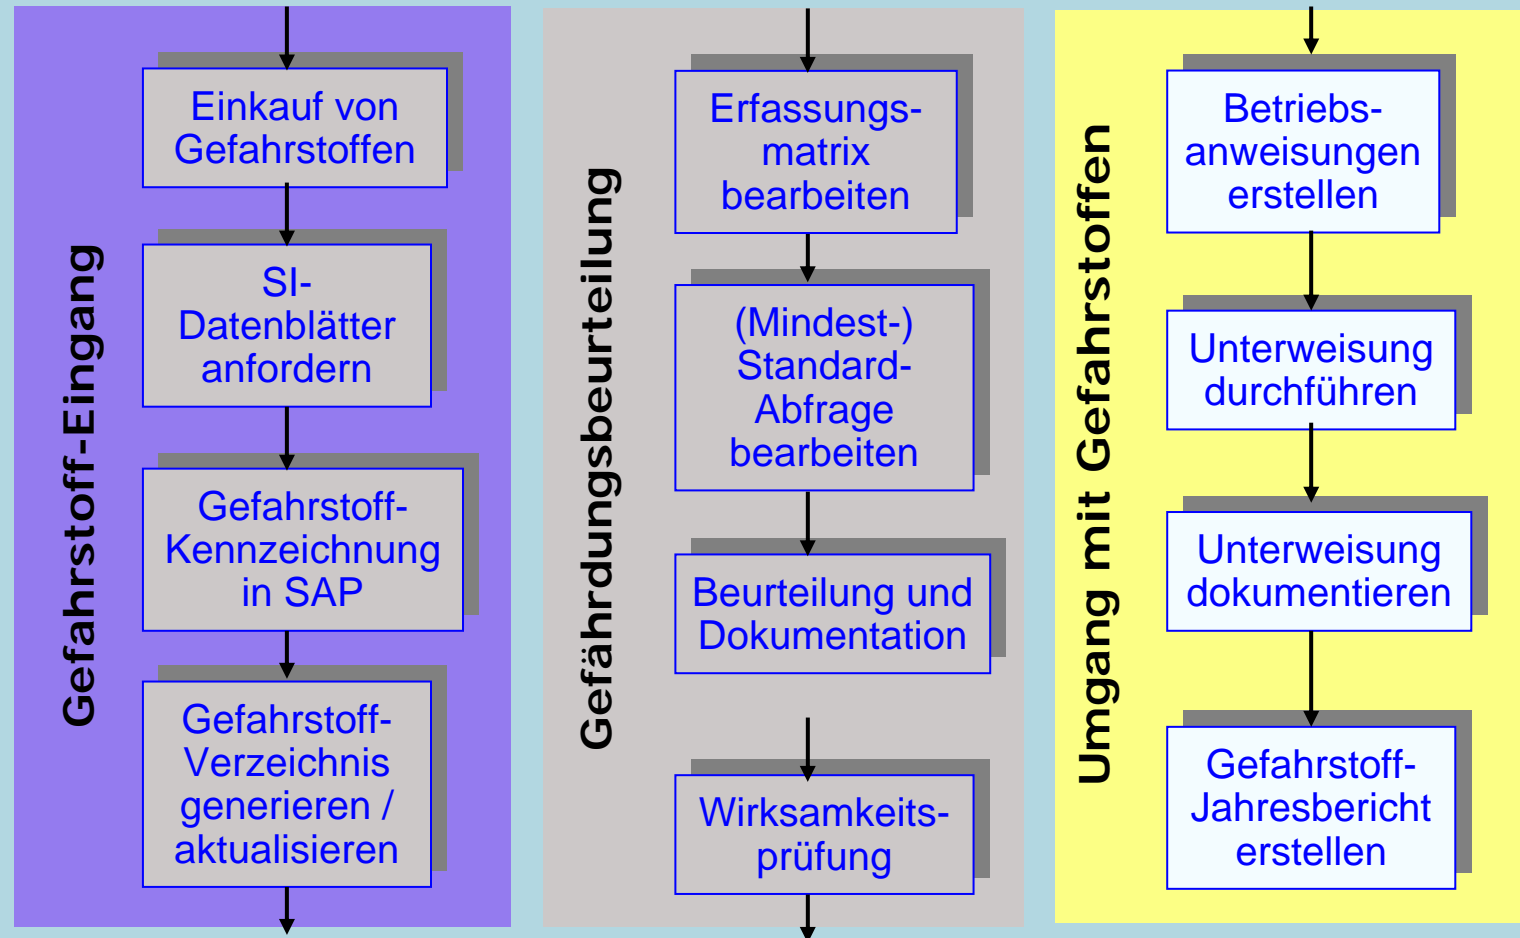 Gefahrstoff-Eingang
Einkauf von
Gefahrstoffen
SI-
Datenblätter
anfordern
Gefahrstoff-
Kennzeichnung
in SAP
Gefahrstoff-
Verzeichnis
generieren /
aktualisieren
Gefährdungsbeurteilung
Erfassungs-
matrix
bearbeiten
(Mindest-)
Standard-
Abfrage
bearbeiten
Beurteilung und
Dokumentation
Wirksamkeits-
prüfung
Umgang mit Gefahrstoffen
Betriebs-
anweisungen
erstellen
Unterweisung
durchführen
Unterweisung
dokumentieren
Gefahrstoff-
Jahresbericht
erstellen